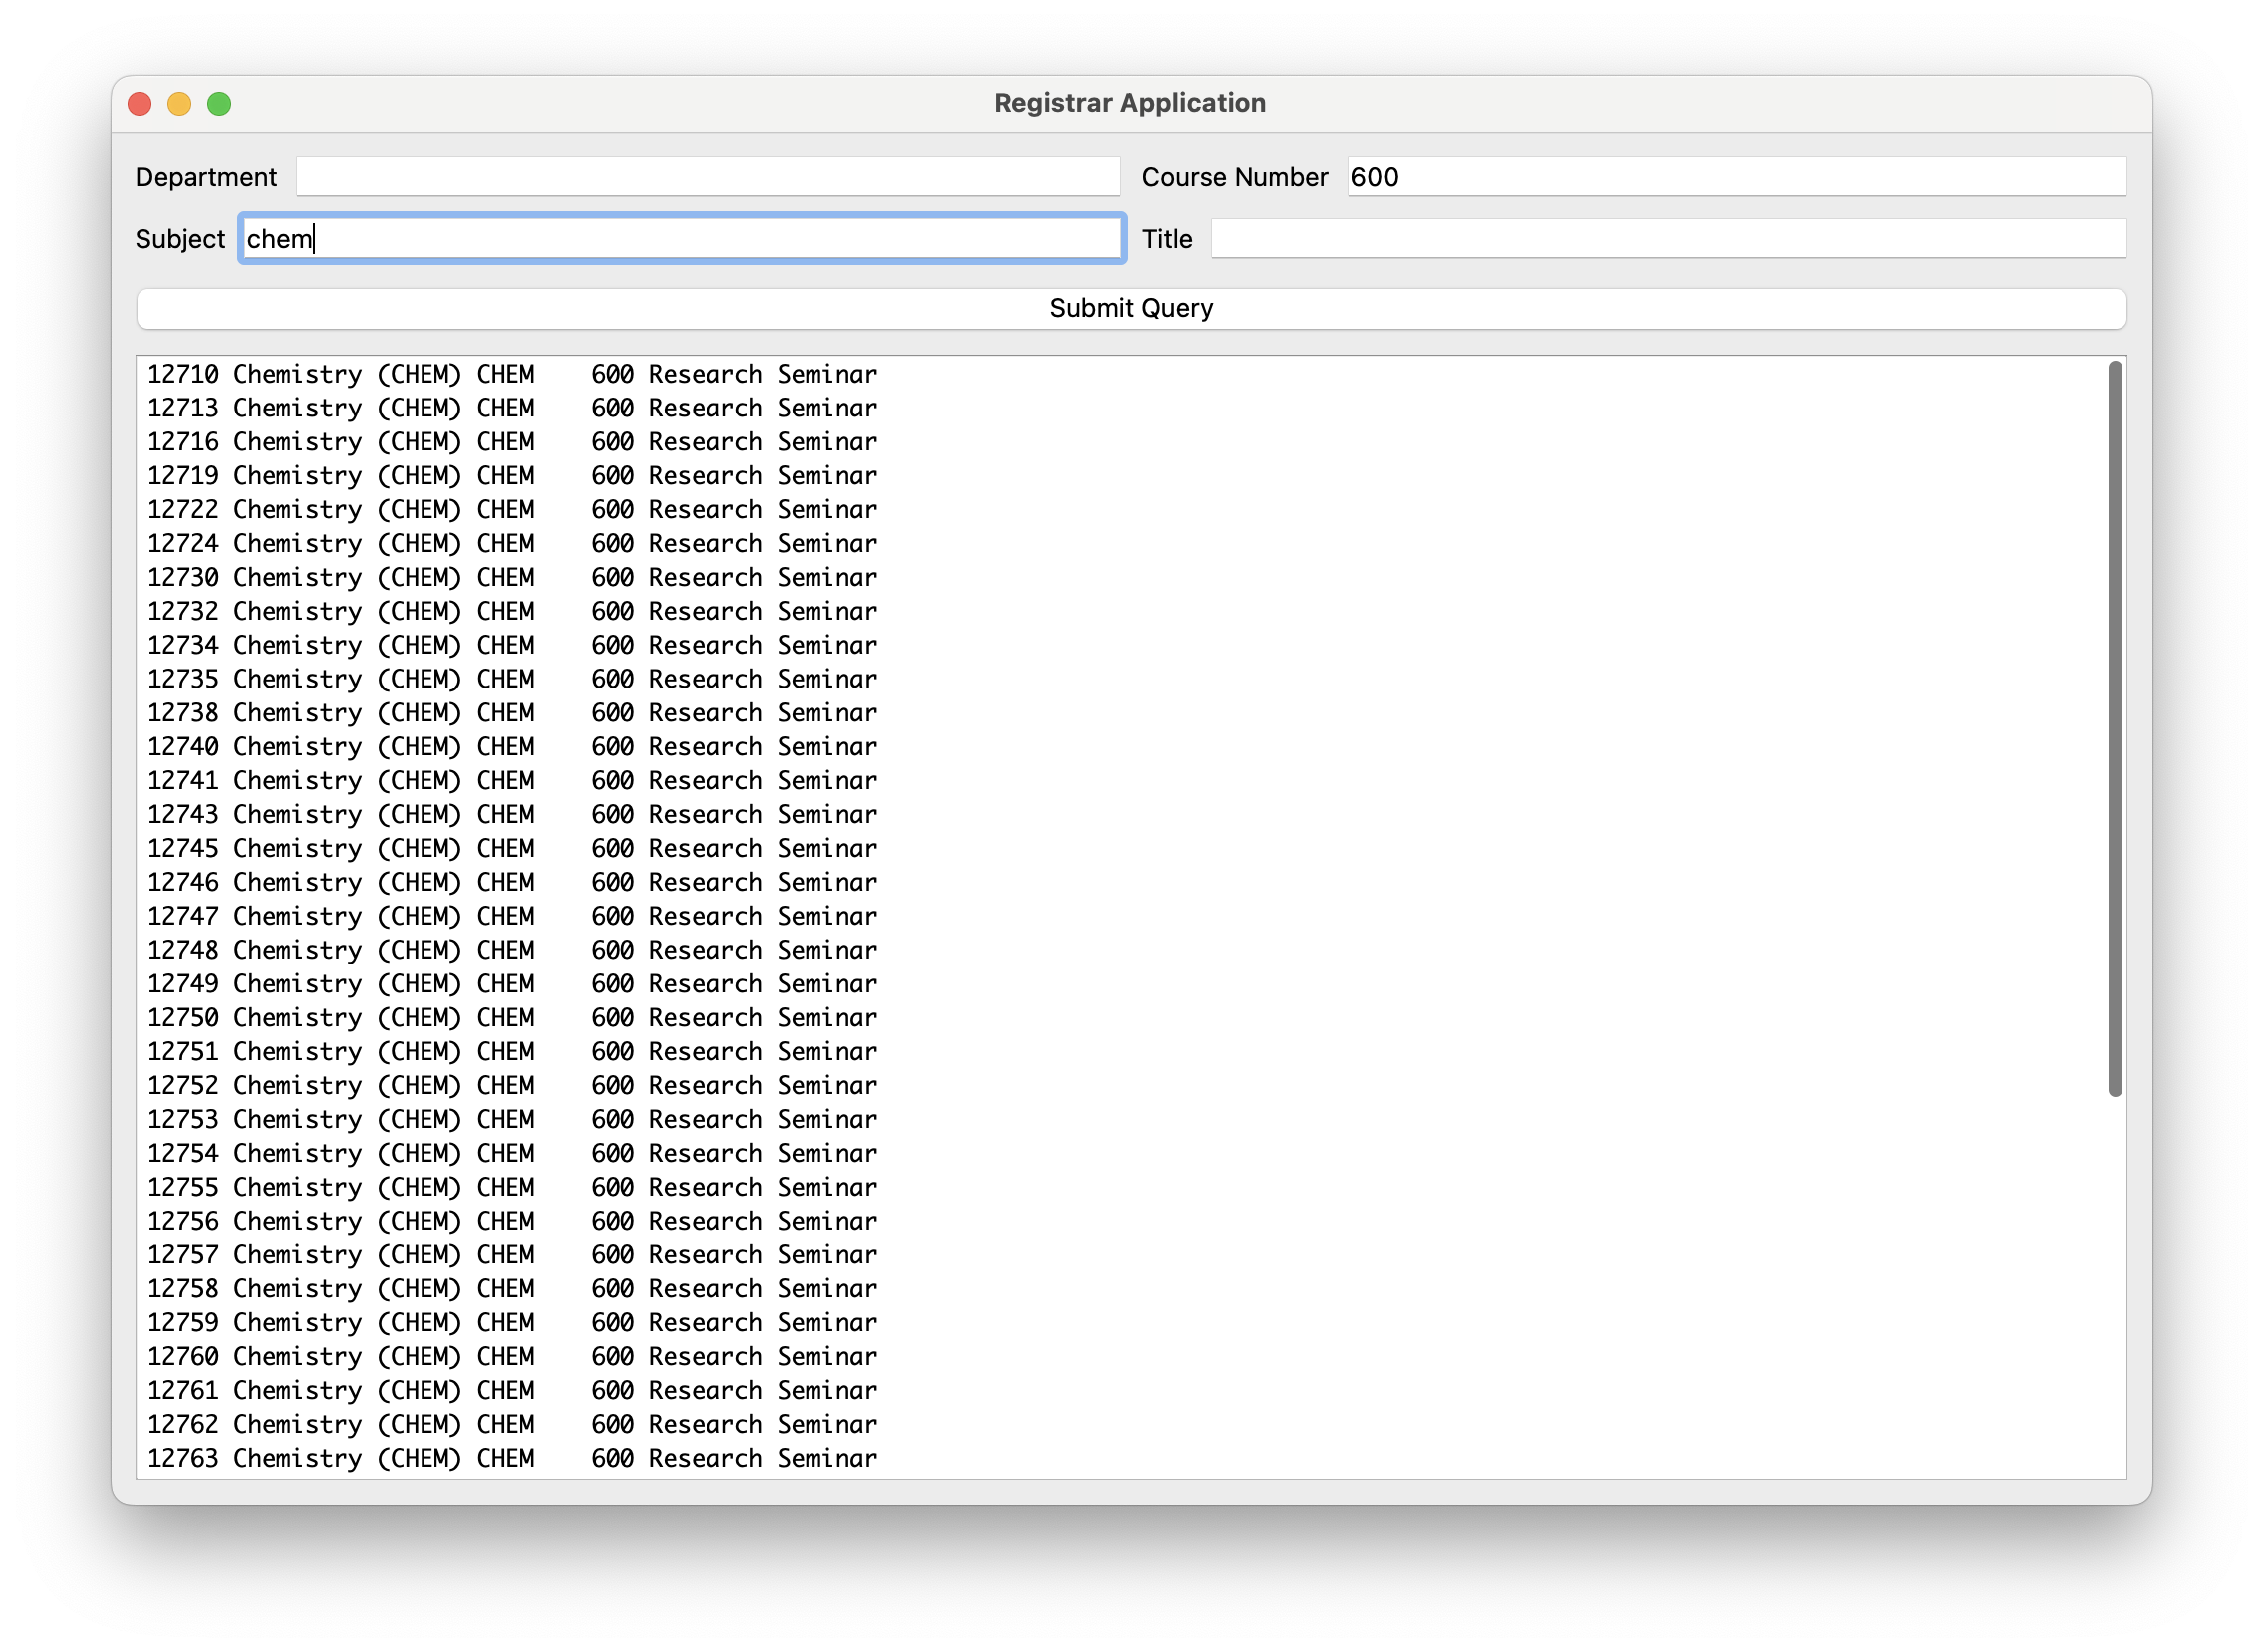 Registrar Application
Department
Course Number 600
Subject chem
Title
Submit Query
12710 Chemistry (CHEM) CHEM    600 Research Seminar
12713 Chemistry (CHEM) CHEM    600 Research Seminar
12716 Chemistry (CHEM) CHEM    600 Research Seminar
12719 Chemistry (CHEM) CHEM    600 Research Seminar
12722 Chemistry (CHEM) CHEM    600 Research Seminar
12724 Chemistry (CHEM) CHEM    600 Research Seminar
12730 Chemistry (CHEM) CHEM    600 Research Seminar
12732 Chemistry (CHEM) CHEM    600 Research Seminar
12734 Chemistry (CHEM) CHEM    600 Research Seminar
12735 Chemistry (CHEM) CHEM    600 Research Seminar
12738 Chemistry (CHEM) CHEM    600 Research Seminar
12740 Chemistry (CHEM) CHEM    600 Research Seminar
12741 Chemistry (CHEM) CHEM    600 Research Seminar
12743 Chemistry (CHEM) CHEM    600 Research Seminar
12745 Chemistry (CHEM) CHEM    600 Research Seminar
12746 Chemistry (CHEM) CHEM    600 Research Seminar
12747 Chemistry (CHEM) CHEM    600 Research Seminar
12748 Chemistry (CHEM) CHEM    600 Research Seminar
12749 Chemistry (CHEM) CHEM    600 Research Seminar
12750 Chemistry (CHEM) CHEM    600 Research Seminar
12751 Chemistry (CHEM) CHEM    600 Research Seminar
12752 Chemistry (CHEM) CHEM    600 Research Seminar
12753 Chemistry (CHEM) CHEM    600 Research Seminar
12754 Chemistry (CHEM) CHEM    600 Research Seminar
12755 Chemistry (CHEM) CHEM    600 Research Seminar
12756 Chemistry (CHEM) CHEM    600 Research Seminar
12757 Chemistry (CHEM) CHEM    600 Research Seminar
12758 Chemistry (CHEM) CHEM    600 Research Seminar
12759 Chemistry (CHEM) CHEM    600 Research Seminar
12760 Chemistry (CHEM) CHEM    600 Research Seminar
12761 Chemistry (CHEM) CHEM    600 Research Seminar
12762 Chemistry (CHEM) CHEM    600 Research Seminar
12763 Chemistry (CHEM) CHEM    600 Research Seminar